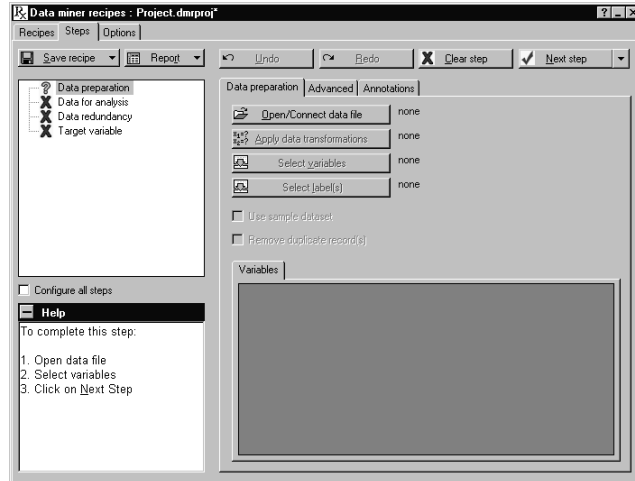 Data miner recipes : Project.dmrproj*
Recipes Steps Options
Save recipe Report Undo Redo Clear step Next step
Data preparation
Data for analysis
Data redundancy
Target variable
Configure all steps
Help
To complete this step:
1. Open data file
2. Select variables
3. Click on Next Step
Data preparation Advanced Annotations
Open/Connect data file none
Apply data transformations none
Select variables none
Select label(s) none
Use sample dataset
Remove duplicate record(s)
Variables